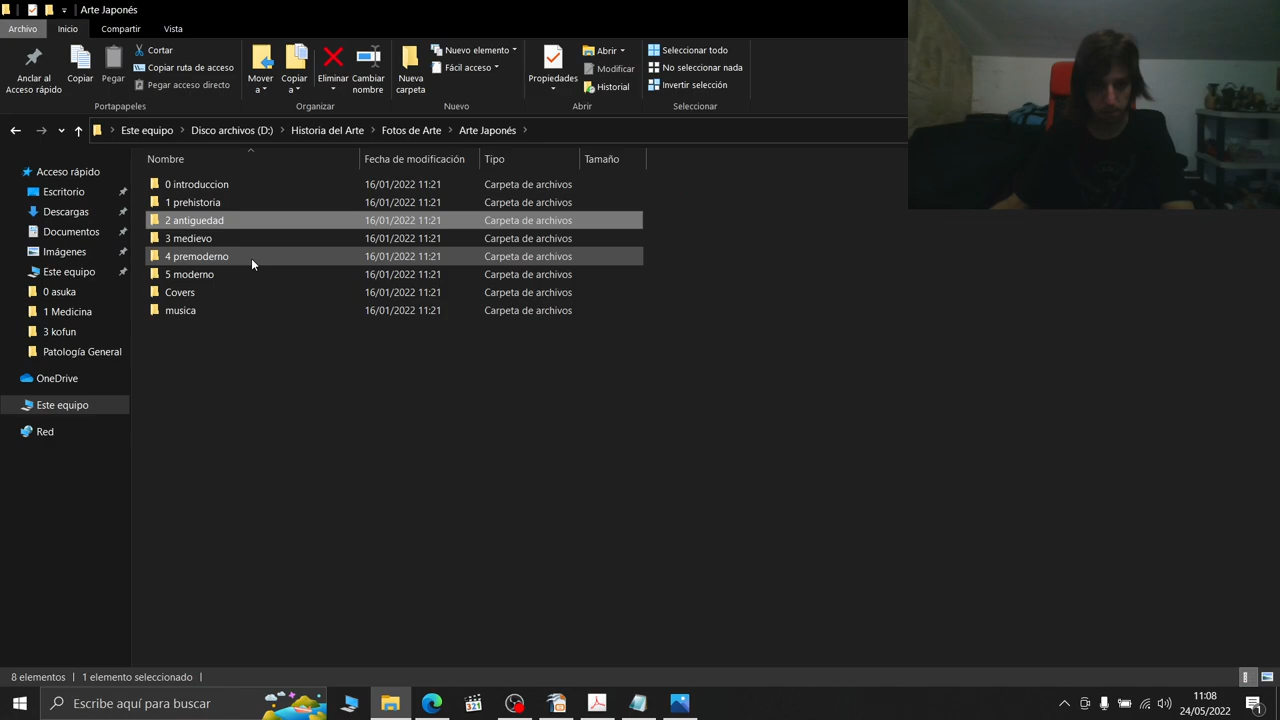 Arte Japonés
Archivo Inicio Compartir Vista
Anclar al Acceso rápido
Copiar
Pegar
Cortar
Copiar ruta de acceso
Pegar acceso directo
Portapapeles
Mover a
Copiar a
Eliminar
Cambiar nombre
Organizar
Nueva carpeta
Nuevo elemento
Fácil acceso
Nuevo
Propiedades
Abrir
Modificar
Historial
Abrir
Seleccionar todo
No seleccionar nada
Invertir selección
Seleccionar
Este equipo > Disco archivos (D:) > Historia del Arte > Fotos de Arte > Arte Japonés >
Nombre Fecha de modificación Tipo Tamaño
0 introduccion 16/01/2022 11:21 Carpeta de archivos
1 prehistoria 16/01/2022 11:21 Carpeta de archivos
2 antiguedad 16/01/2022 11:21 Carpeta de archivos
3 medievo 16/01/2022 11:21 Carpeta de archivos
4 premoderno 16/01/2022 11:21 Carpeta de archivos
5 moderno 16/01/2022 11:21 Carpeta de archivos
Covers 16/01/2022 11:21 Carpeta de archivos
musica 16/01/2022 11:21 Carpeta de archivos
Acceso rápido
Escritorio
Descargas
Documentos
Imágenes
Este equipo
0 asuka
1 Medicina
3 kofun
Patología General
OneDrive
Este equipo
Red
8 elementos 1 elemento seleccionado
Escribe aquí para buscar
321
11:08
24/05/2022
1